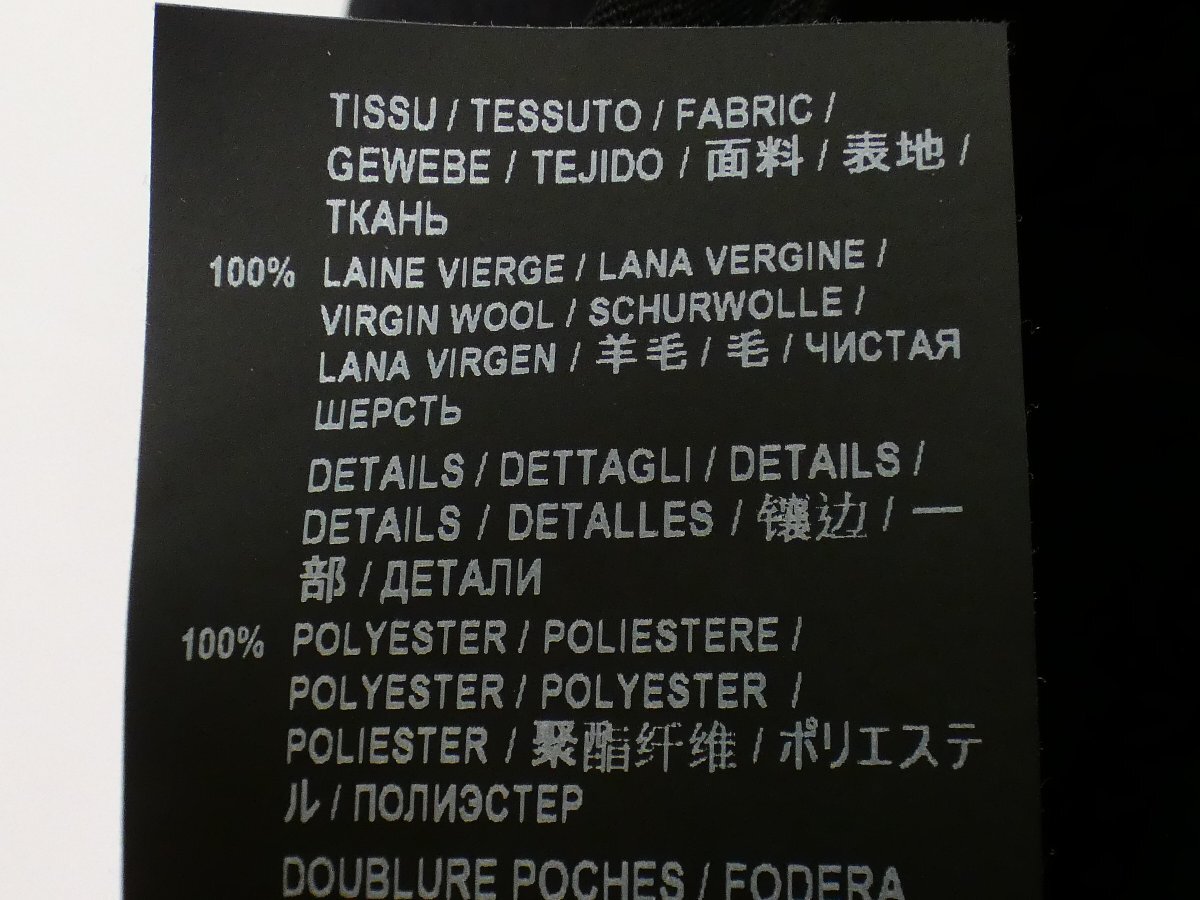 TISSU / TESSUTO / FABRIC /
GEWEBE / TEJIDO / 面料 / 表地 /
ТКАНЬ
100% LAINE VIERGE / LANA VERGINE /
VIRGIN WOOL / SCHURWOLLE /
LANA VIRGEN / 羊毛 / 毛 / ЧИСТАЯ
ШЕРСТЬ
DETAILS / DETTAGLI / DETAILS /
DETAILS / DETALLES / 镶边 / 一
部 / ДЕТАЛИ
100% POLYESTER / POLIESTERE /
POLYESTER / POLYESTER /
POLIESTER / 聚酯纤维 / ポリエステ
ル / ПОЛИЭСТЕР
DOUBLURE POCHES / FODERA